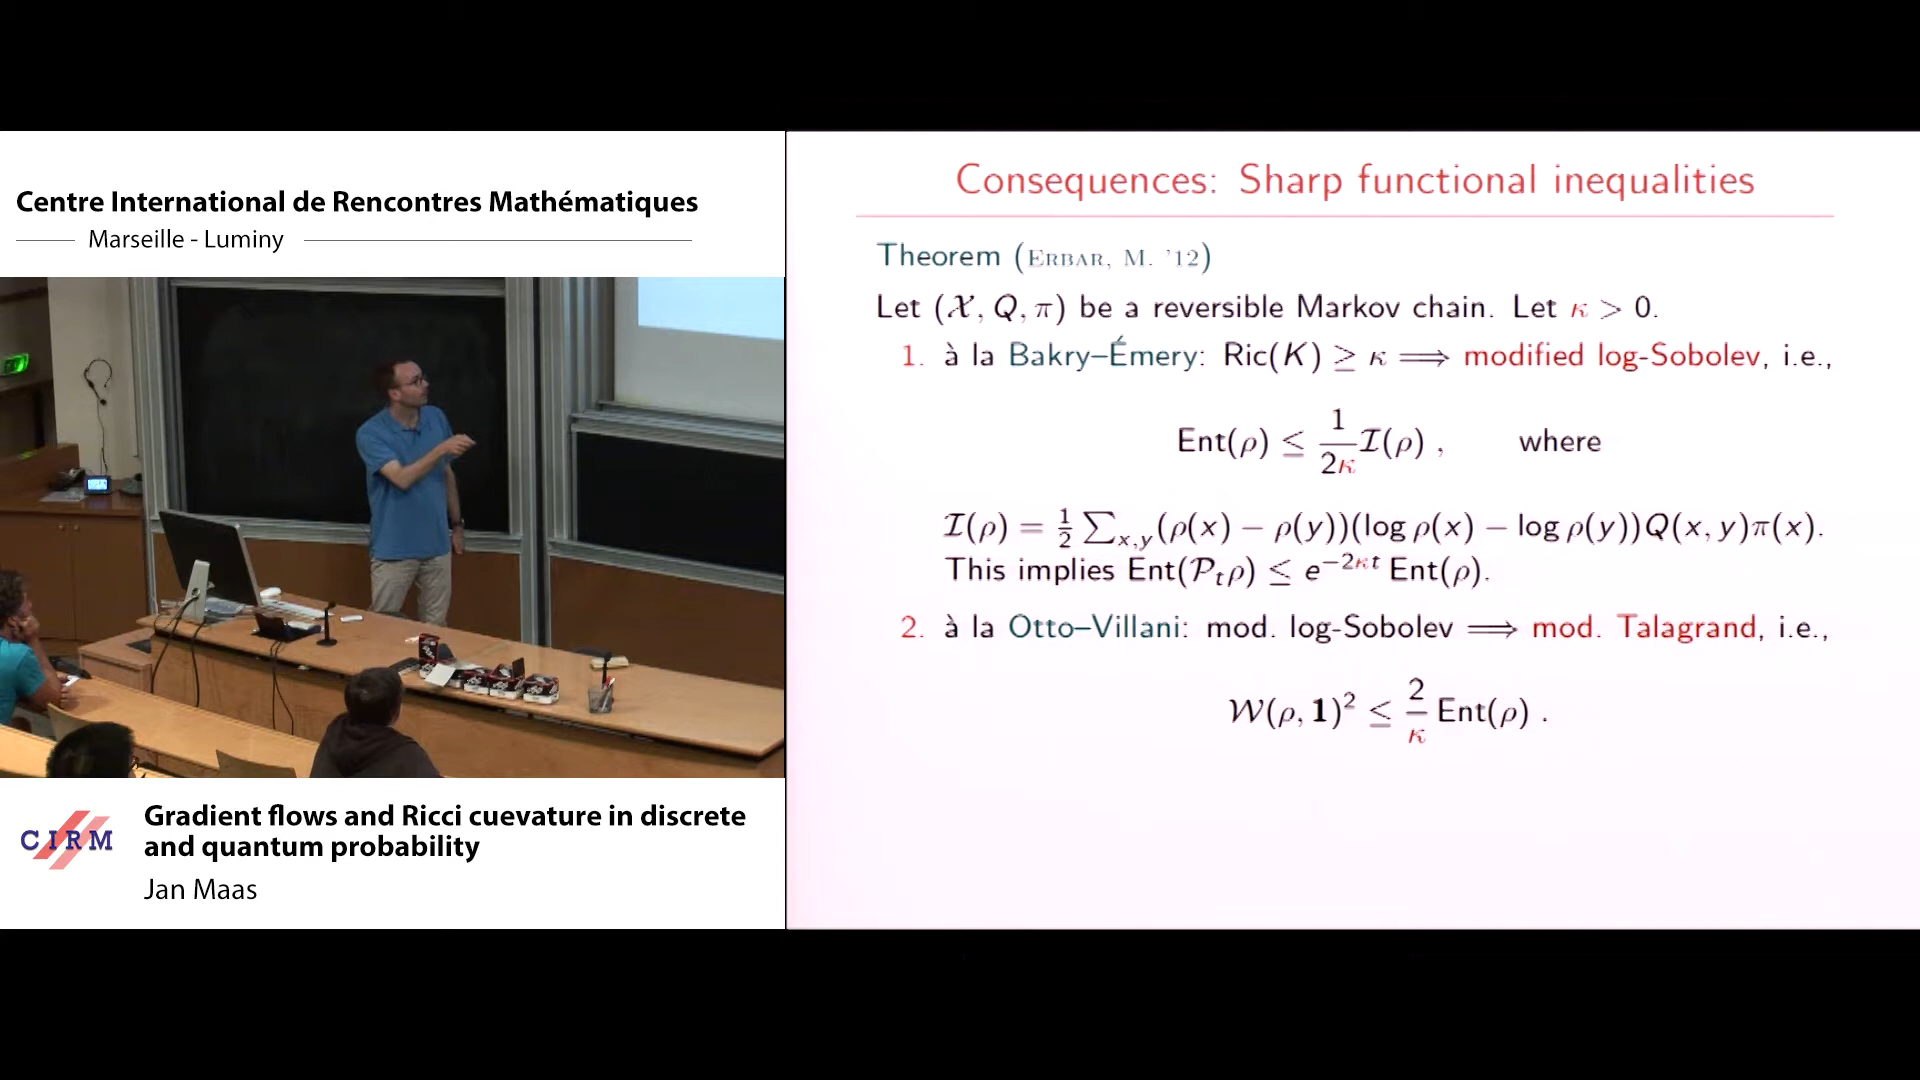 Centre International de Rencontres Mathématiques
Marseille - Luminy
CIRM
Gradient flows and Ricci cuevature in discrete
and quantum probability
Jan Maas
Consequences: Sharp functional inequalities
Theorem (ERBAR, M. '12)
Let (𝒳, Q, π) be a reversible Markov chain. Let κ > 0.
1. à la Bakry–Émery: Ric(K) ≥ κ ⟹ modified log-Sobolev, i.e.,
Ent(ρ) ≤ 1/2κ ℐ(ρ) , where
ℐ(ρ) = ½ ∑x,y (ρ(x) − ρ(y))(log ρ(x) − log ρ(y))Q(x, y)π(x).
This implies Ent(𝒫ₜρ) ≤ e^−2κt Ent(ρ).
2. à la Otto–Villani: mod. log-Sobolev ⟹ mod. Talagrand, i.e.,
𝒲(ρ, 𝟏)² ≤ 2/κ Ent(ρ) .